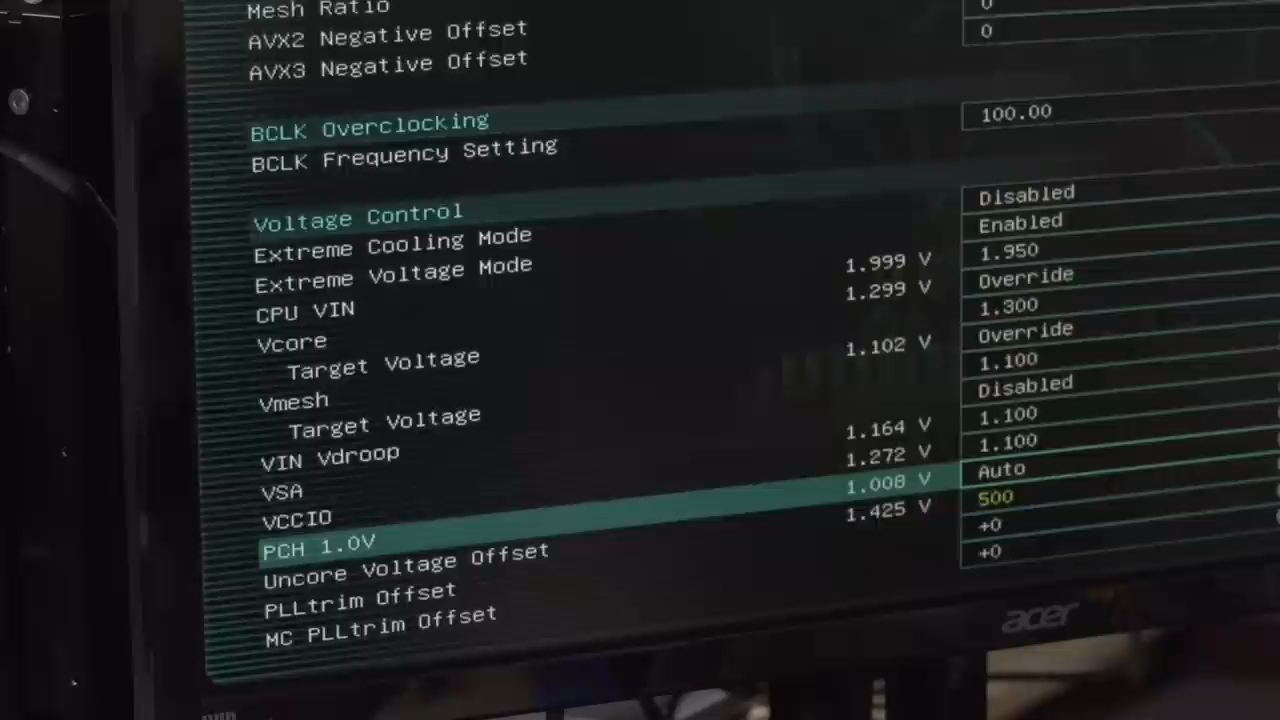 Mesh Ratio 0
AVX2 Negative Offset 0
AVX3 Negative Offset
BCLK Overclocking
BCLK Frequency Setting 100.00
Voltage Control
Extreme Cooling Mode Disabled
Extreme Voltage Mode Enabled
CPU VIN 1.999 V 1.950
Vcore 1.299 V Override
Target Voltage 1.300
Vmesh 1.102 V Override
Target Voltage 1.100
VIN Vdroop Disabled
VSA 1.164 V 1.100
VCCIO 1.272 V 1.100
PCH 1.0V 1.008 V Auto
Uncore Voltage Offset 1.425 V 500
PLLtrim Offset +0
MC PLLtrim Offset +0
acer